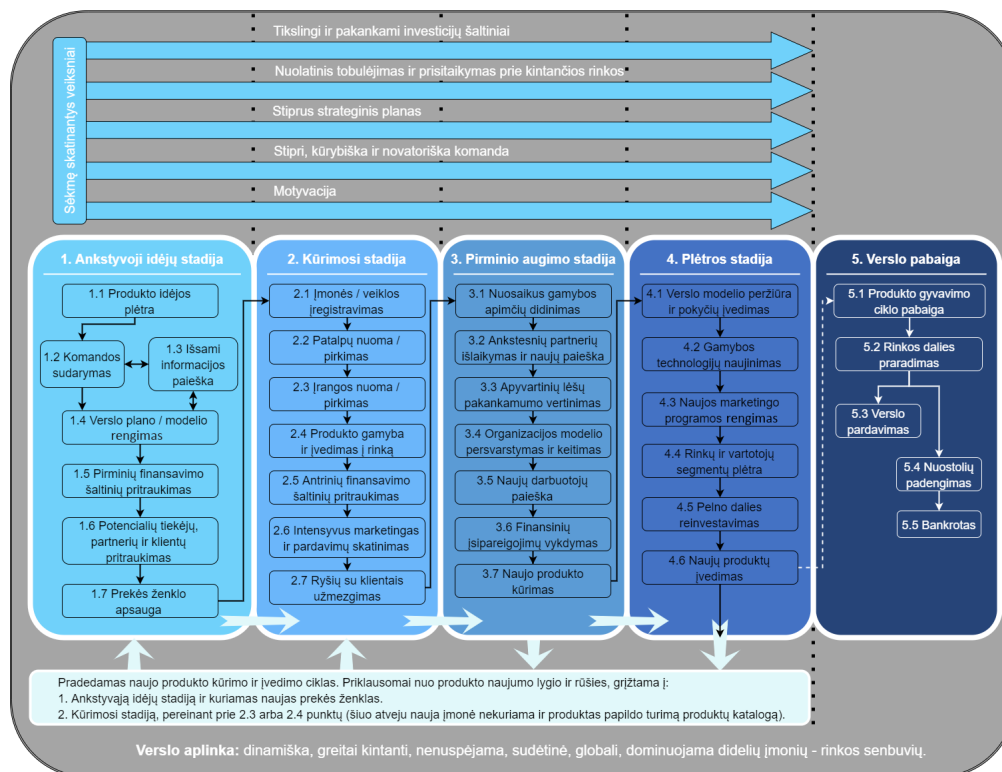 Sėkmę skatinantys veiksniai
Tikslingi ir pakankami investicijų šaltiniai
Nuolatinis tobulėjimas ir prisitaikymas prie kintančios rinkos
Stiprus strateginis planas
Stipri, kūrybiška ir novatoriška komanda
Motyvacija
1. Ankstyvoji idėjų stadija
1.1 Produkto idėjos
plėtra
1.2 Komandos
sudarymas
1.3 Išsami
informacijos
paieška
1.4 Verslo plano / modelio
rengimas
1.5 Pirminių finansavimo
šaltinių pritraukimas
1.6 Potencialių tiekėjų,
partnerių ir klientų
pritraukimas
1.7 Prekės ženklo
apsauga
2. Kūrimosi stadija
2.1 Įmonės / veiklos
įregistravimas
2.2 Patalpų nuoma /
pirkimas
2.3 Įrangos nuoma /
pirkimas
2.4 Produkto gamyba
ir įvedimas į rinką
2.5 Antrinių finansavimo
šaltinių pritraukimas
2.6 Intensyvus marketingas
ir pardavimų skatinimas
2.7 Ryšių su klientais
užmezgimas
3. Pirminio augimo stadija
3.1 Nuosaikus gamybos
apimčių didinimas
3.2 Ankstesnių partnerių
išlaikymas ir naujų paieška
3.3 Apyvartinių lėšų
pakankamumo vertinimas
3.4 Organizacijos modelio
persvarstymas ir keitimas
3.5 Naujų darbuotojų
paieška
3.6 Finansinių
įsipareigojimų vykdymas
3.7 Naujo produkto
kūrimas
4. Plėtros stadija
4.1 Verslo modelio peržiūra
ir pokyčių įvedimas
4.2 Gamybos
technologijų naujinimas
4.3 Naujos marketingo
programos rengimas
4.4 Rinkų ir vartotojų
segmentų plėtra
4.5 Pelno dalies
reinvestavimas
4.6 Naujų produktų
įvedimas
5. Verslo pabaiga
5.1 Produkto gyvavimo
ciklo pabaiga
5.2 Rinkos dalies
praradimas
5.3 Verslo
pardavimas
5.4 Nuostolių
padengimas
5.5 Bankrotas
Pradedamas naujo produkto kūrimo ir įvedimo ciklas. Priklausomai nuo produkto naujumo lygio ir rūšies, grįžtama į:
1. Ankstyvąją idėjų stadiją ir kuriamas naujas prekės ženklas.
2. Kūrimosi stadiją, pereinant prie 2.3 arba 2.4 punktų (šiuo atveju nauja įmonė nekuriama ir produktas papildo turimą produktų katalogą).
Verslo aplinka: dinamiška, greitai kintanti, nenuspėjama, sudėtinė, globali, dominuojama didelių įmonių - rinkos senbuvių.